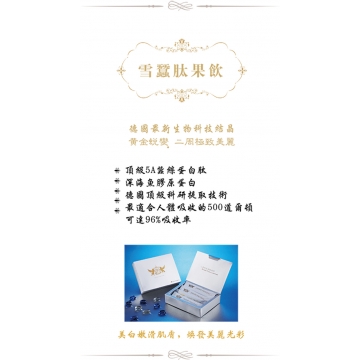 雪蠶肽果飲
德國最新生物科技結晶
黃金蛻變 二周極致美麗
頂級5A蠶絲蛋白肽
深海魚膠原蛋白
德國頂級科研提取技術
最適合人體吸收的500道爾頓
可達96%吸收率
美白嫩滑肌膚，煥發美麗光彩